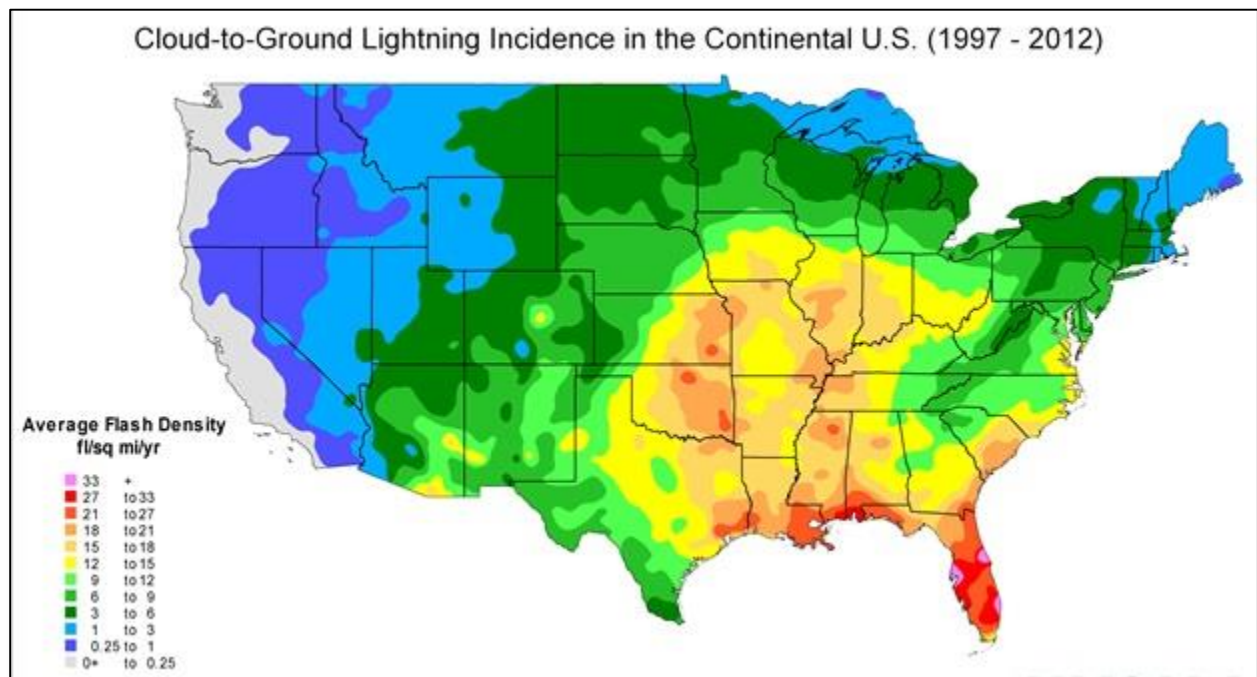 Cloud-to-Ground Lightning Incidence in the Continental U.S. (1997 - 2012)
Average Flash Density
fl/sq mi/yr
33 +
27 to 33
21 to 27
18 to 21
15 to 18
12 to 15
9 to 12
6 to 9
3 to 6
1 to 3
0.25 to 1
0+ to 0.25